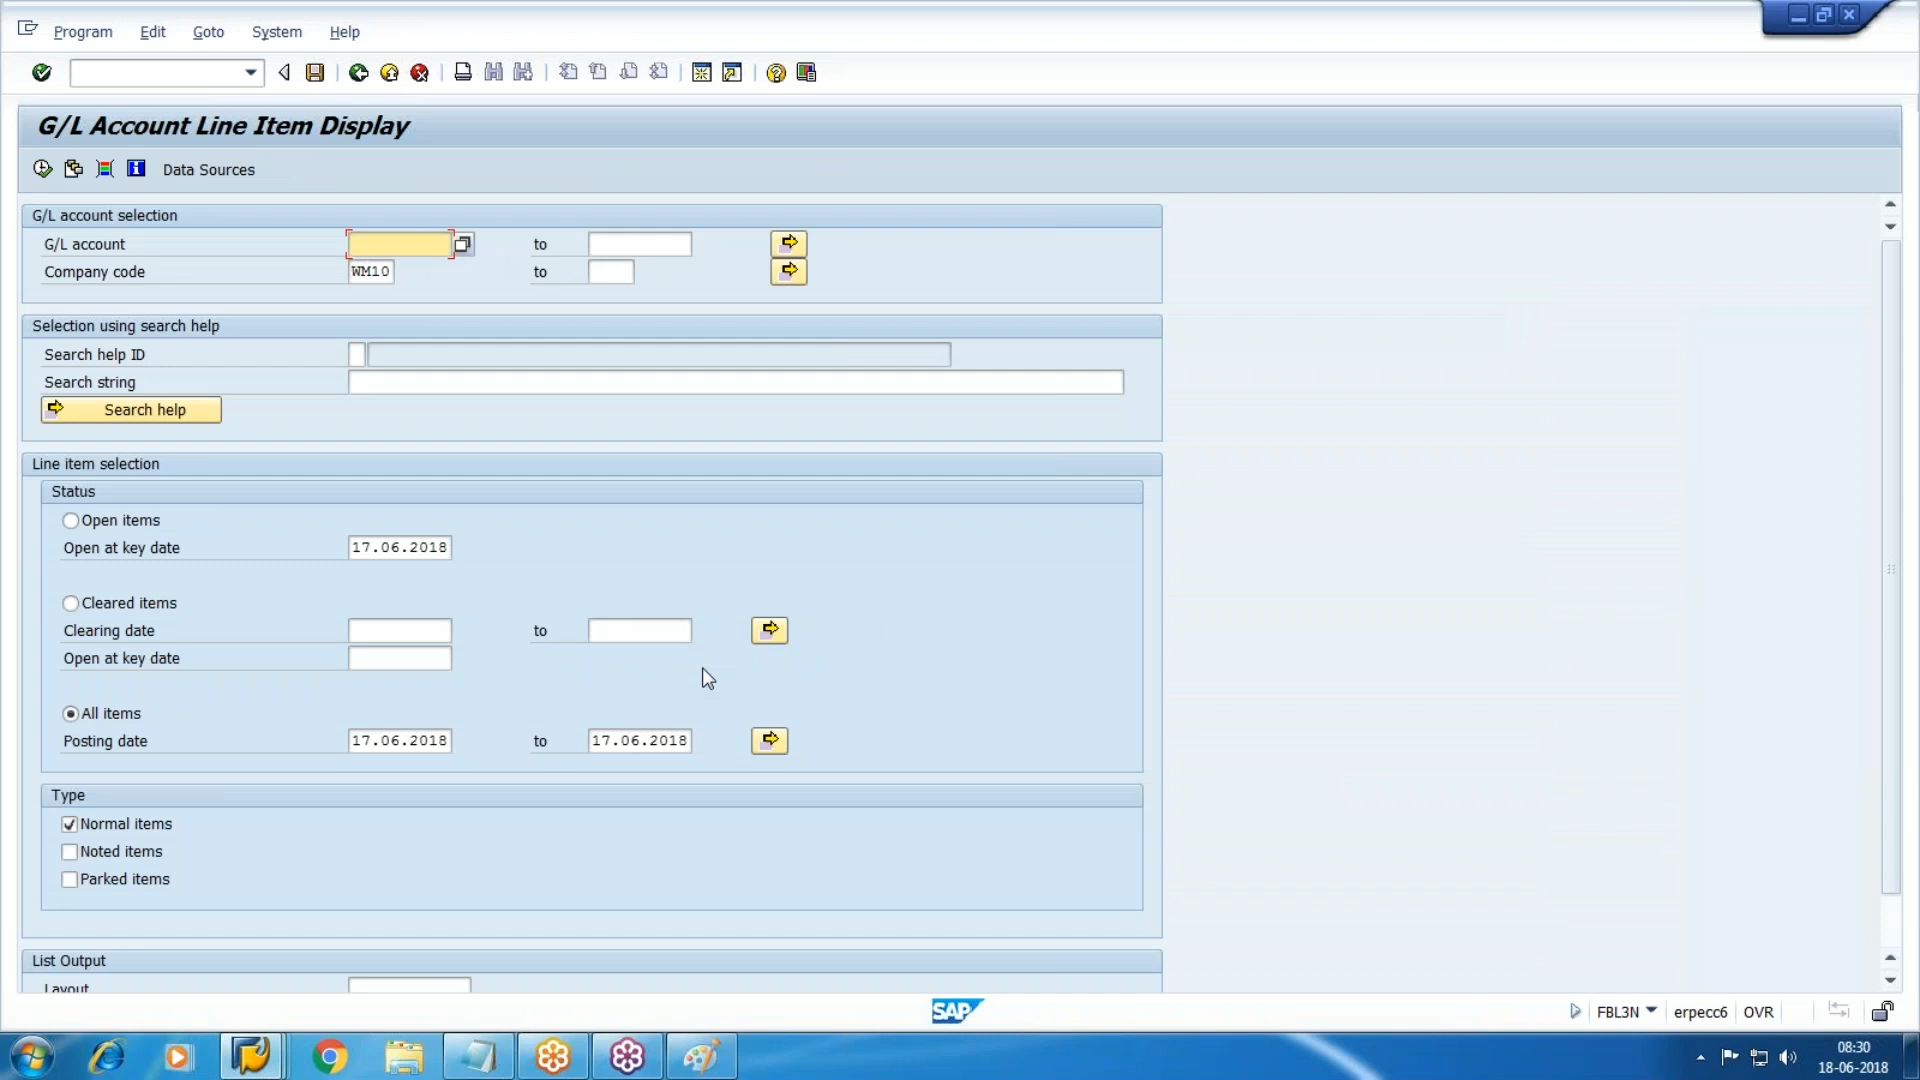 Program Edit Goto System Help
G/L Account Line Item Display
Data Sources
G/L account selection
G/L account to
Company code WM10 to
Selection using search help
Search help ID
Search string
Search help
Line item selection
Status
Open items
Open at key date 17.06.2018
Cleared items
Clearing date to
Open at key date
All items
Posting date 17.06.2018 to 17.06.2018
Type
Normal items
Noted items
Parked items
List Output
Layout
SAP FBL3N erpecc6 OVR
08:30
18-06-2018